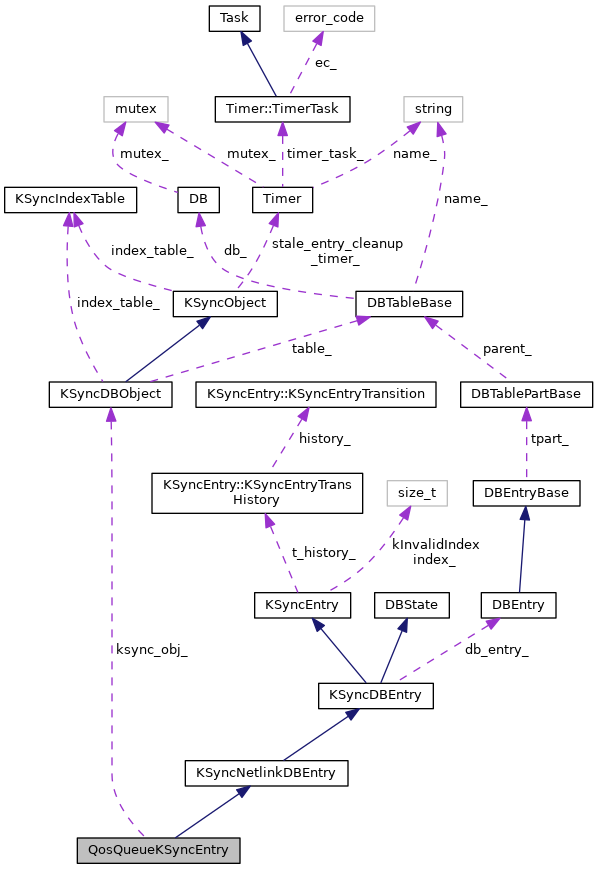 Task
error_code
ec_
Timer::TimerTask
mutex
string
mutex_
mutex_
timer_task_
name_
KSyncIndexTable
DB
Timer
name_
index_table_
db_
stale_entry_cleanup
_timer_
index_table_
KSyncObject
DBTableBase
table_
parent_
KSyncDBObject
KSyncEntry::KSyncEntryTransition
DBTablePartBase
history_
tpart_
KSyncEntry::KSyncEntryTrans
History
size_t
DBEntryBase
t_history_
kInvalidIndex
index_
KSyncEntry
DBState
DBEntry
ksync_obj_
db_entry_
KSyncDBEntry
KSyncNetlinkDBEntry
QosQueueKSyncEntry